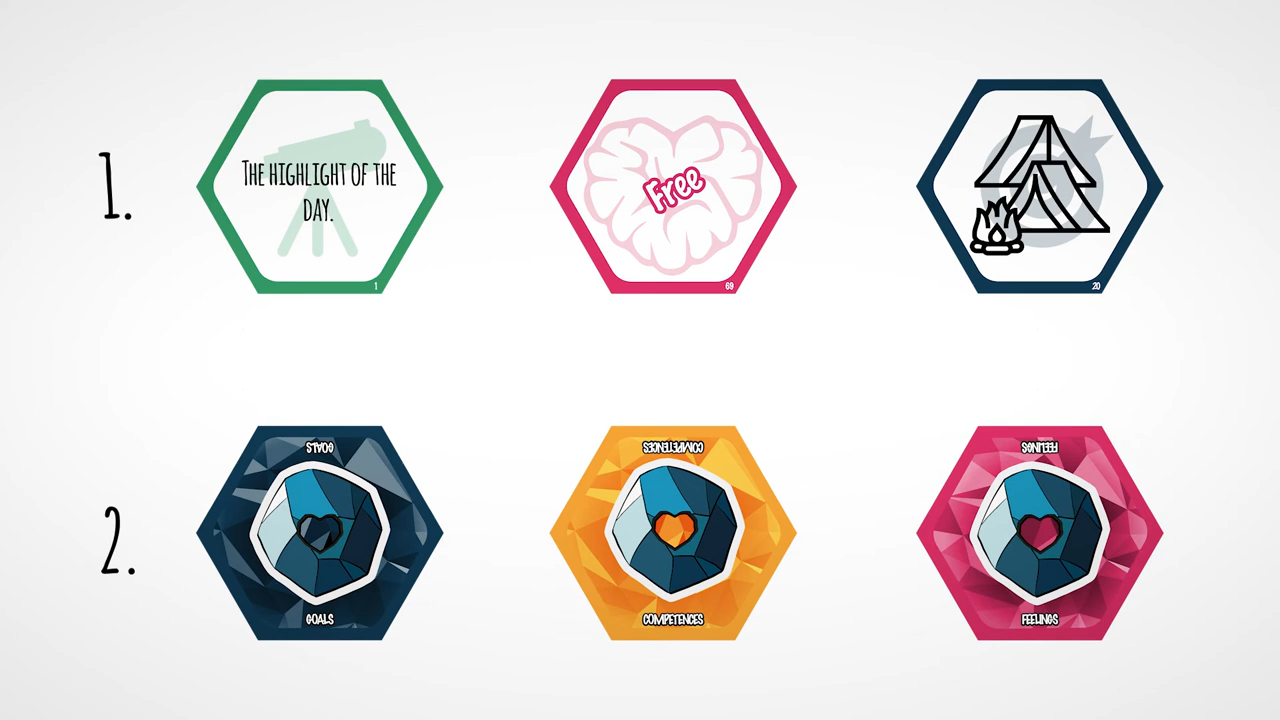 1.
THE HIGHLIGHT OF THE
DAY.
1
Free
69
20
2.
GOALS
GOALS
COMPETENCES
COMPETENCES
FEELINGS
FEELINGS